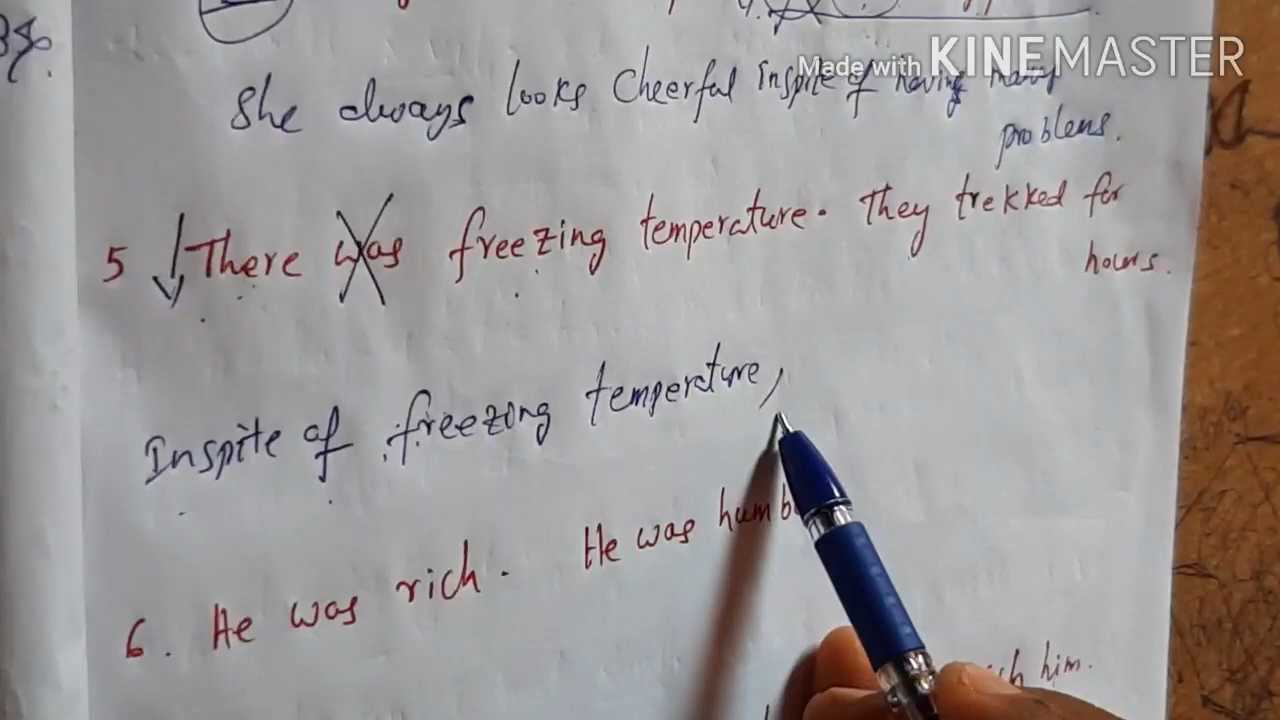 Made with KINEMASTER
She always looks Cheerful inspite of having many
problems.
5 There was freezing temperature. They trekked for
hours.
Inspite of freezing temperature,
6. He was rich. He was
him.